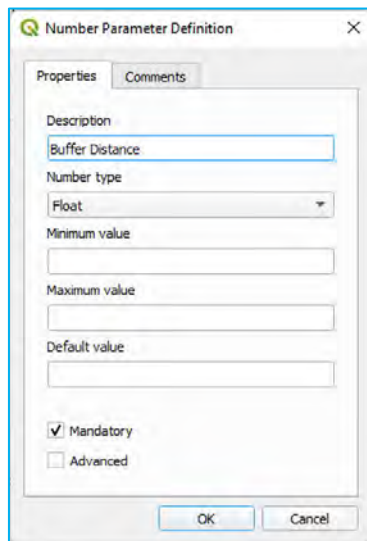 Number Parameter Definition
Properties Comments
Description
Buffer Distance
Number type
Float
Minimum value
Maximum value
Default value
Mandatory
Advanced
OK Cancel